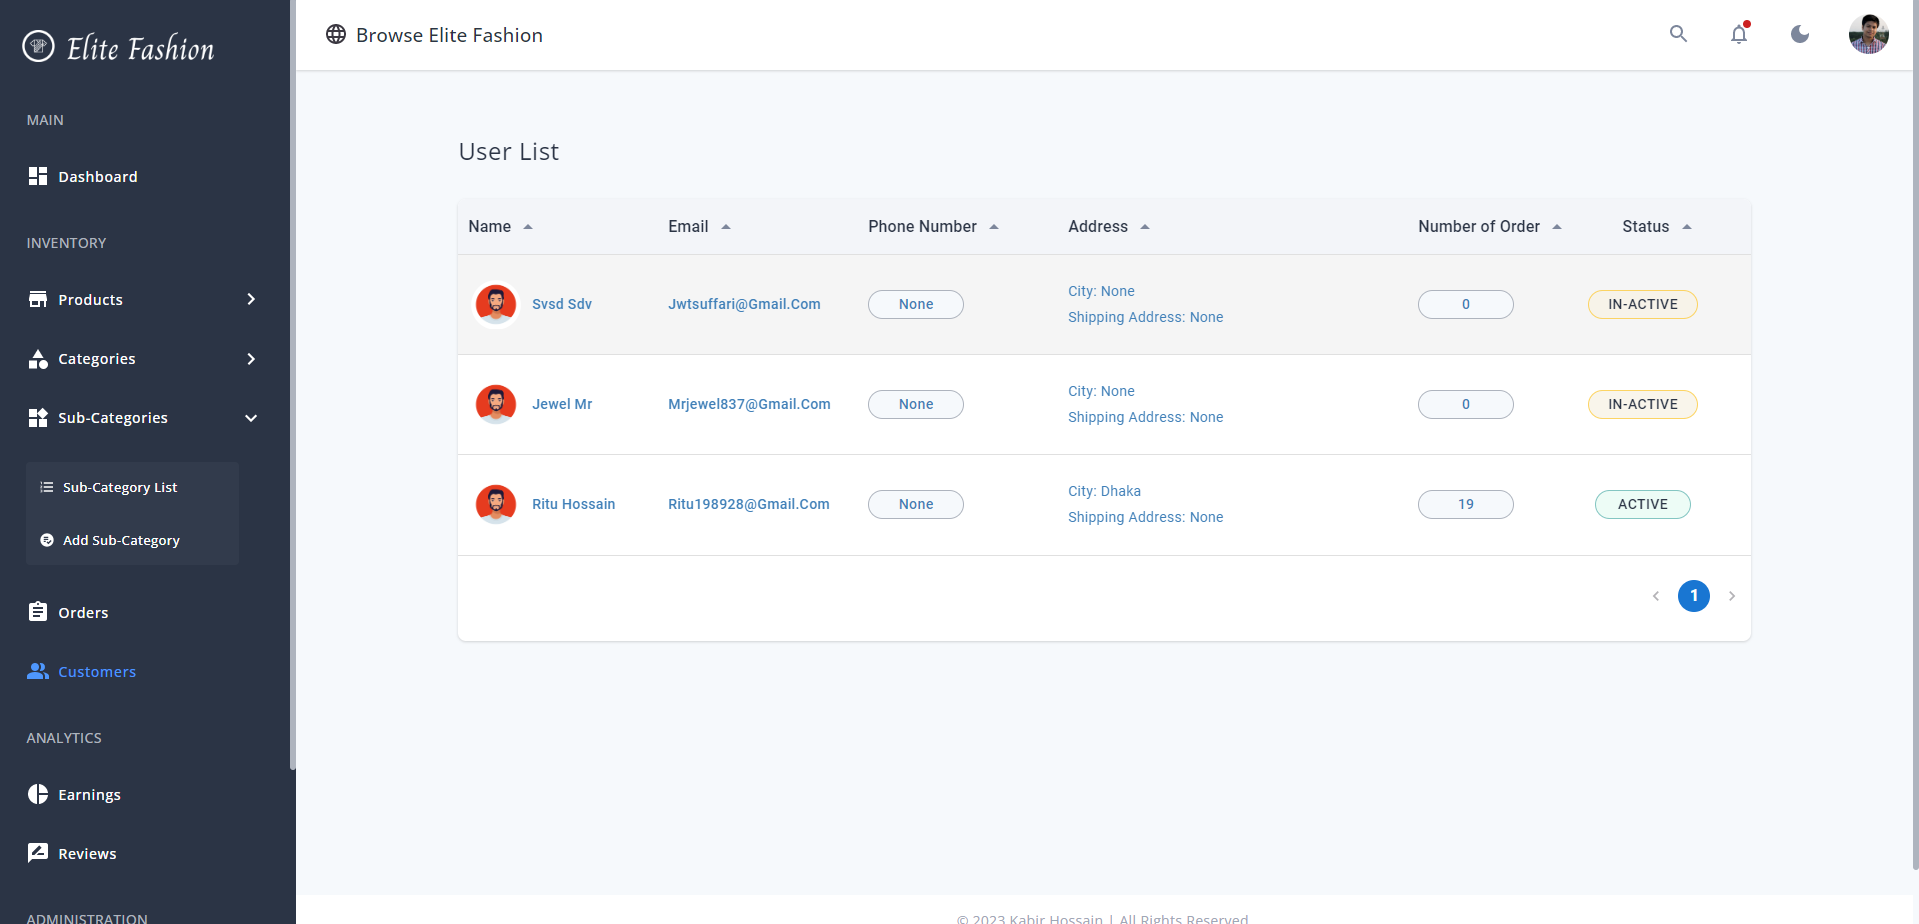 Elite Fashion
Browse Elite Fashion
MAIN
Dashboard
INVENTORY
Products
Categories
Sub-Categories
Sub-Category List
Add Sub-Category
Orders
Customers
ANALYTICS
Earnings
Reviews
ADMINISTRATION
User List
Name Email Phone Number Address Number of Order Status
Svsd Sdv Jwtsuffari@Gmail.Com None City: None 0 IN-ACTIVE
Shipping Address: None
Jewel Mr Mrjewel837@Gmail.Com None City: None 0 IN-ACTIVE
Shipping Address: None
Ritu Hossain Ritu198928@Gmail.Com None City: Dhaka 19 ACTIVE
Shipping Address: None
1
© 2023 Kabir Hossain | All Rights Reserved